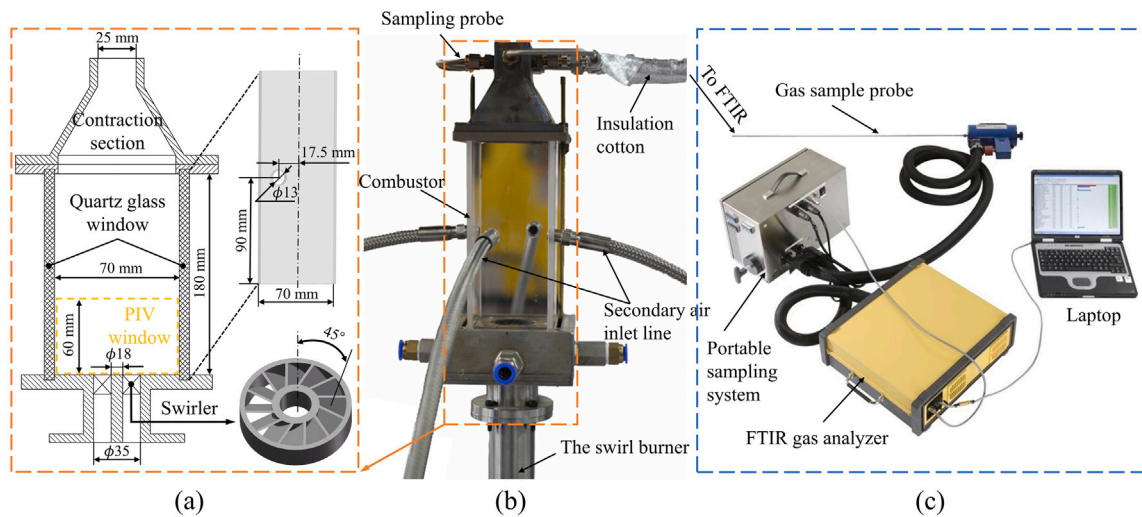 25 mm
Contraction
section
17.5 mm
ϕ13
Quartz glass
window
90 mm
70 mm
180 mm
70 mm
PIV
window
60 mm
ϕ18
45°
Swirler
ϕ35
(a)
Sampling probe
Insulation
cotton
Combustor
Secondary air
inlet line
The swirl burner
(b)
To FTIR
Gas sample probe
Laptop
Portable
sampling
system
FTIR gas analyzer
(c)